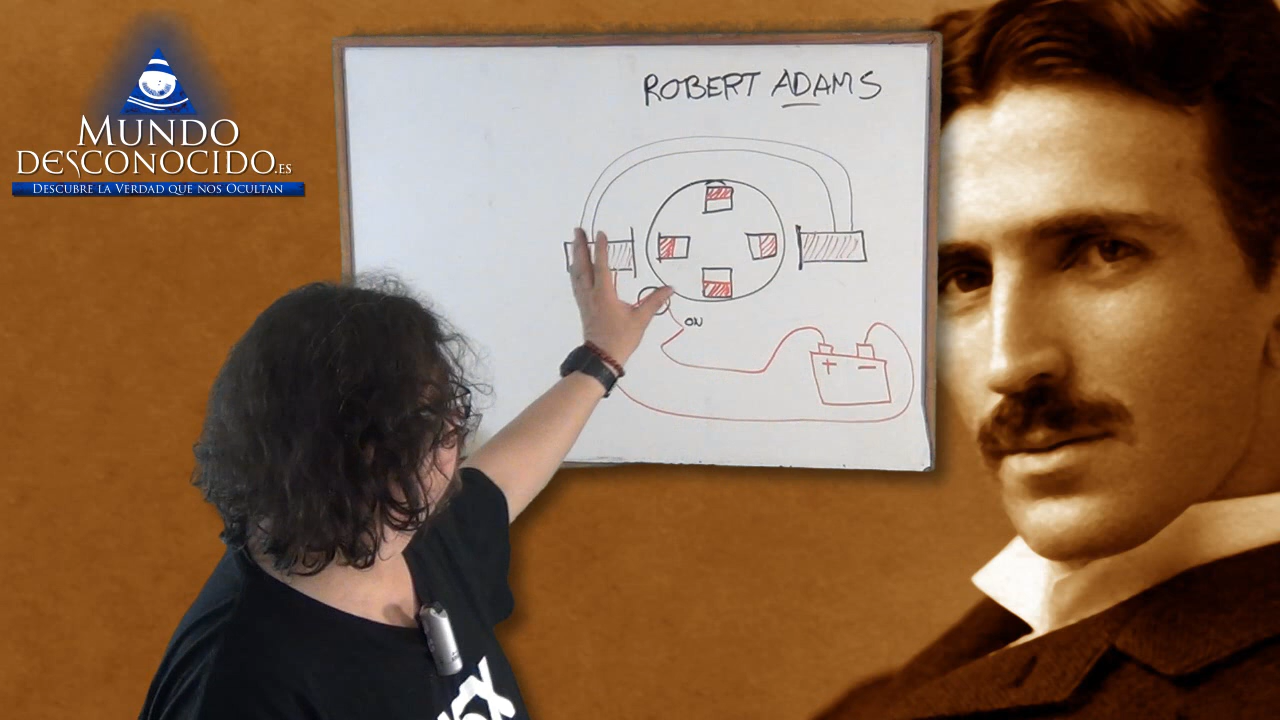 MUNDO
DESCONOCIDO.ES
DESCUBRE LA VERDAD QUE NOS OCULTAN
ROBERT ADAMS
ON
+ −